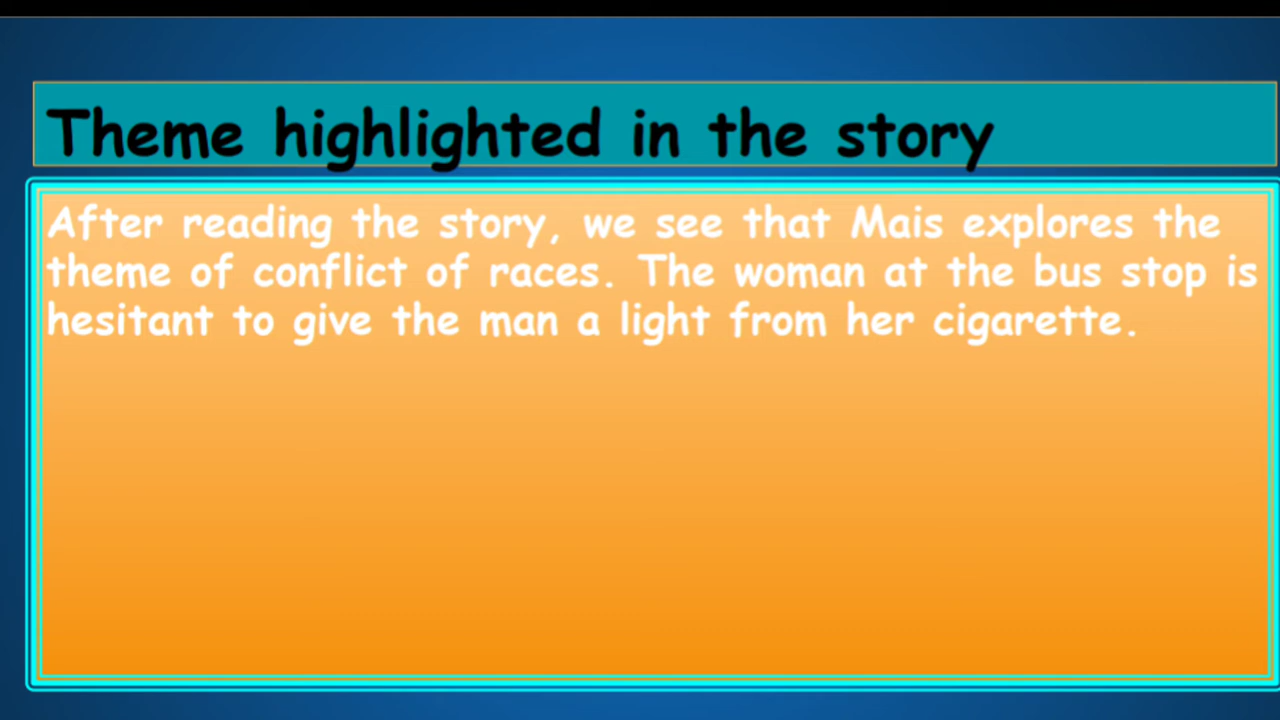 Theme highlighted in the story
After reading the story, we see that Mais explores the
theme of conflict of races. The woman at the bus stop is
hesitant to give the man a light from her cigarette.